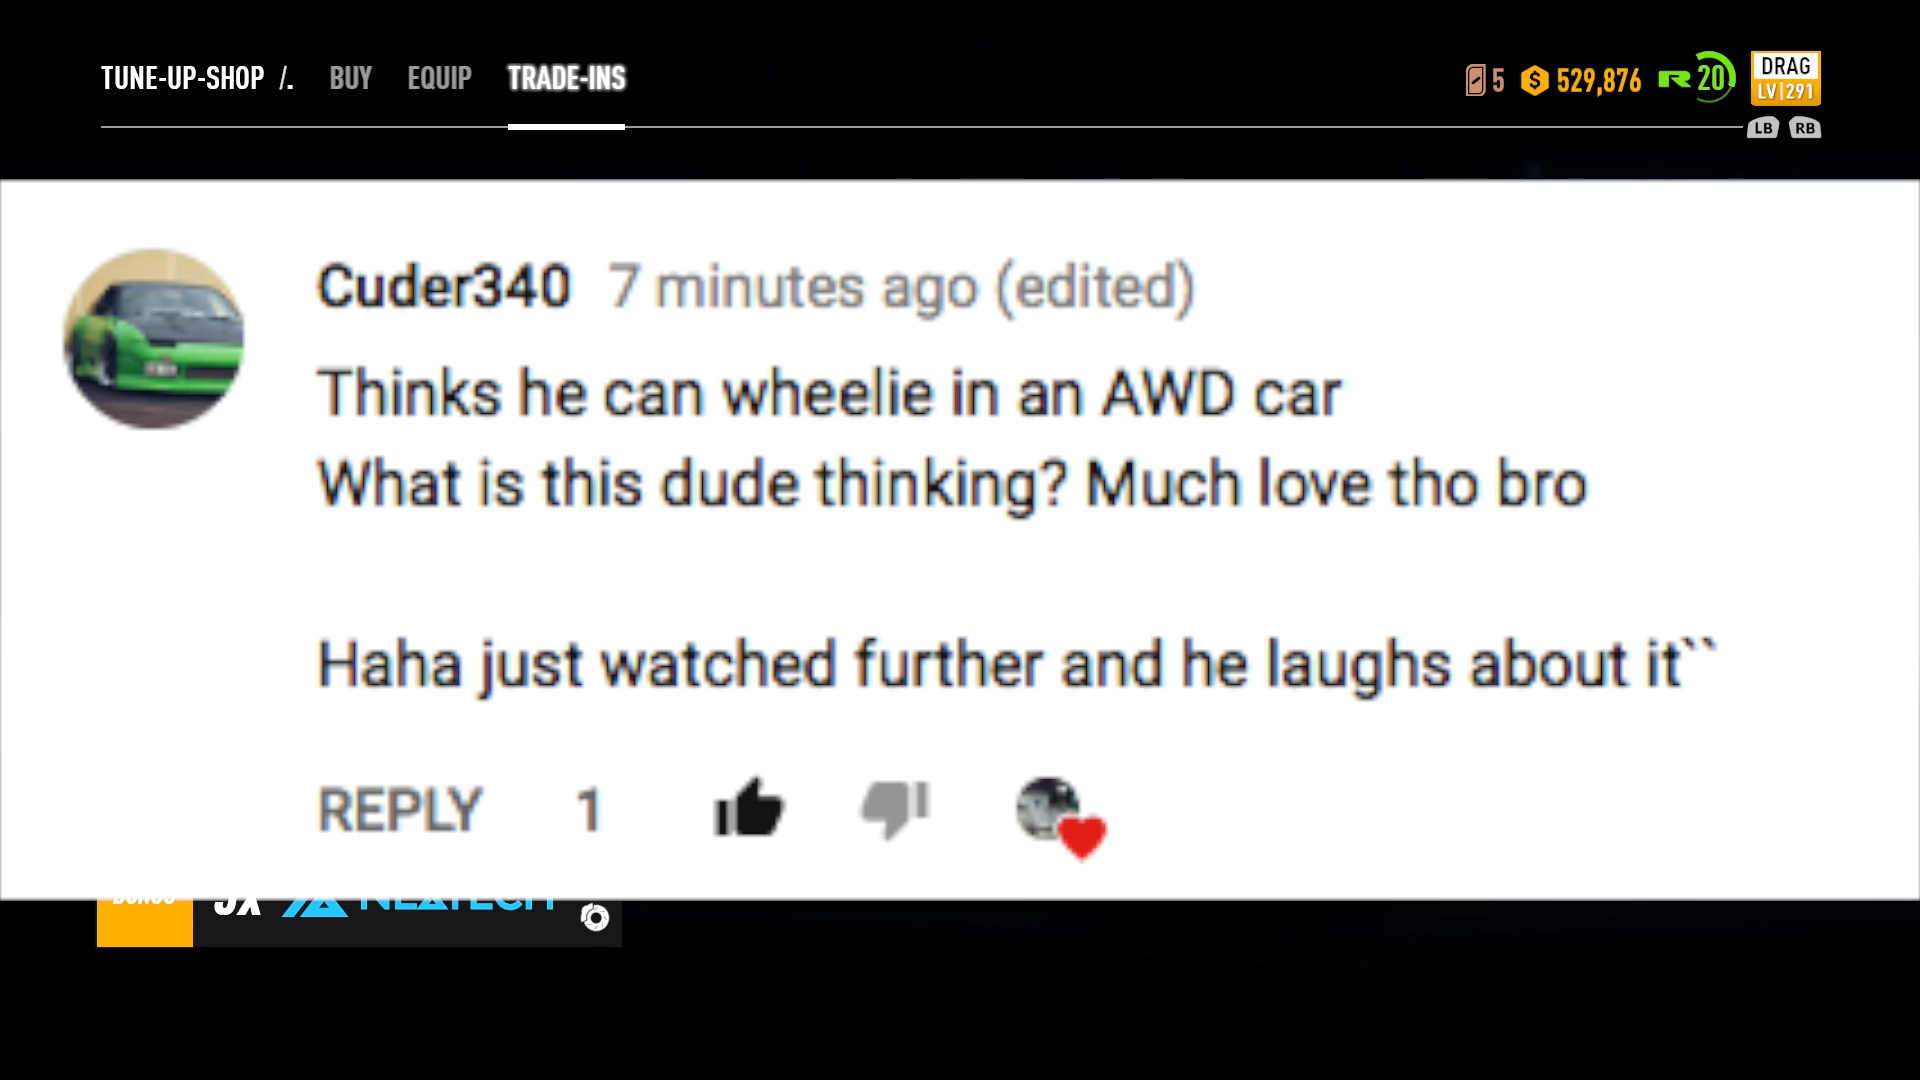 TUNE-UP-SHOP /. BUY EQUIP TRADE-INS
5 529,876 R 20 DRAG
LV|291
LB RB
Cuder340 7 minutes ago (edited)
Thinks he can wheelie in an AWD car
What is this dude thinking? Much love tho bro
Haha just watched further and he laughs about it``
REPLY 1